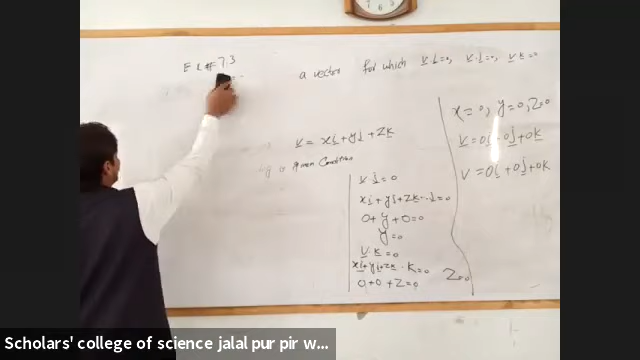 Ex # 7.3
a vector for which v.i=0, v.j=0, v.k=0
v = xi+yj+zk
given Condition
v.j=0
xi+yj+zk.j=0
0+y+0=0
y=0
v.k=0
xi+yj+zk.k=0
0+0+z=0
z=0
x=0, y=0, z=0
v=0i+0j+0k
v=0i+0j+0k
Scholars' college of science jalal pur pir w...